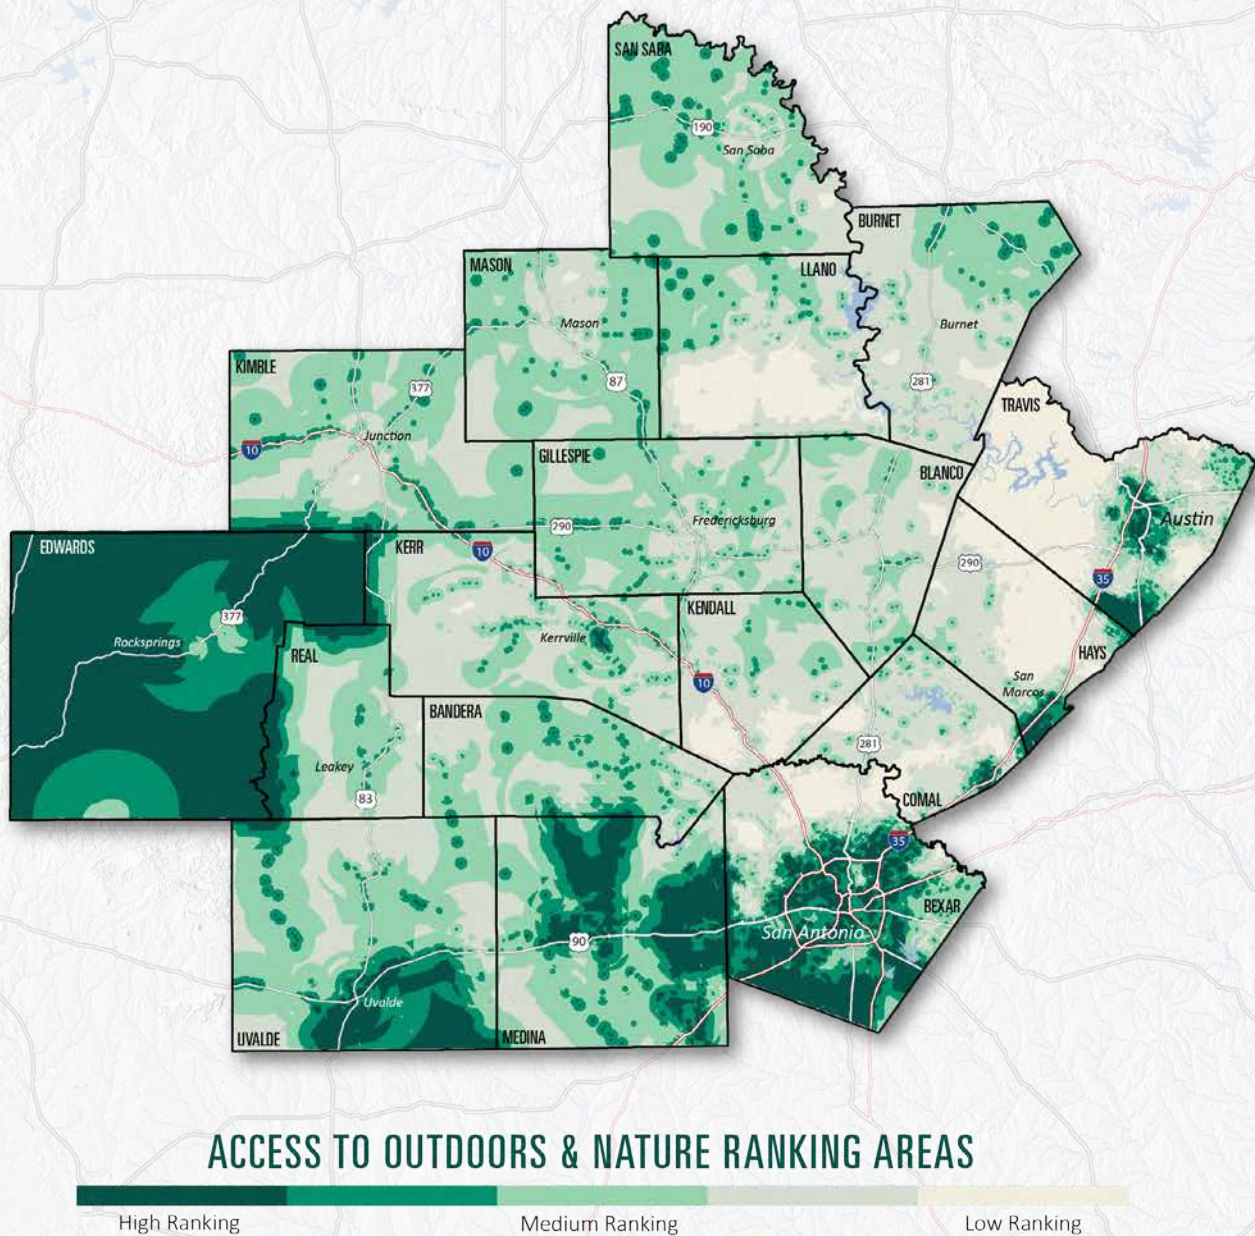 SAN SABA
190
San Saba
BURNET
MASON
LLANO
Mason
Burnet
KIMBLE
377
87
281
TRAVIS
Junction
10
GILLESPIE
BLANCO
290
Fredericksburg
Austin
EDWARDS
KERR
10
290
35
377
KENDALL
Rocksprings
Kerrville
REAL
HAYS
San
Marcos
10
BANDERA
281
Leakey
83
COMAL
35
BEXAR
San Antonio
90
Uvalde
UVALDE
MEDINA
ACCESS TO OUTDOORS & NATURE RANKING AREAS
High Ranking
Medium Ranking
Low Ranking